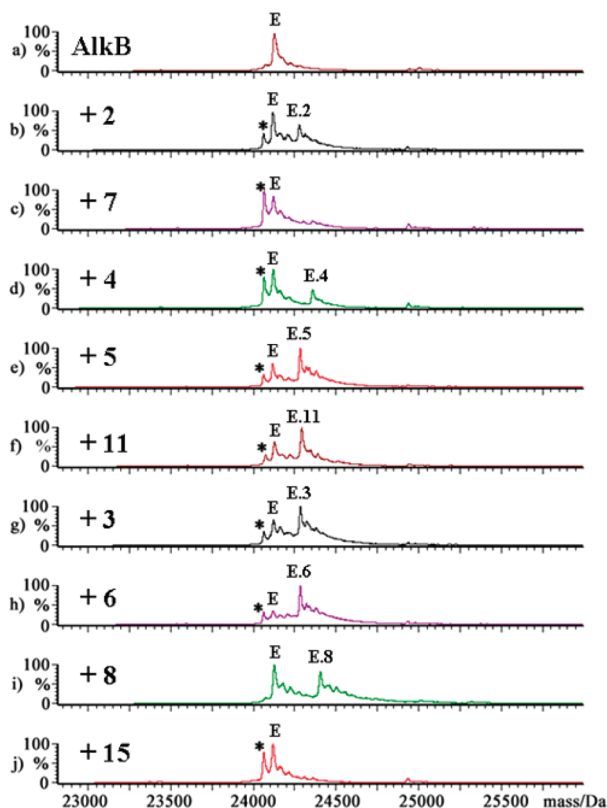 E
a) 100 % 0 AlkB
E E.2
b) 100 % 0 + 2 *
E
c) 100 % 0 + 7 *
E E.4
d) 100 % 0 + 4 *
E.5
e) 100 % 0 + 5 * E
E.11
f) 100 % 0 + 11 * E
E.3
g) 100 % 0 + 3 * E
E.6
h) 100 % 0 + 6 * E
E E.8
i) 100 % 0 + 8
E
j) 100 % 0 + 15 *
23000 24000 24500 25000 25500 mass/Da